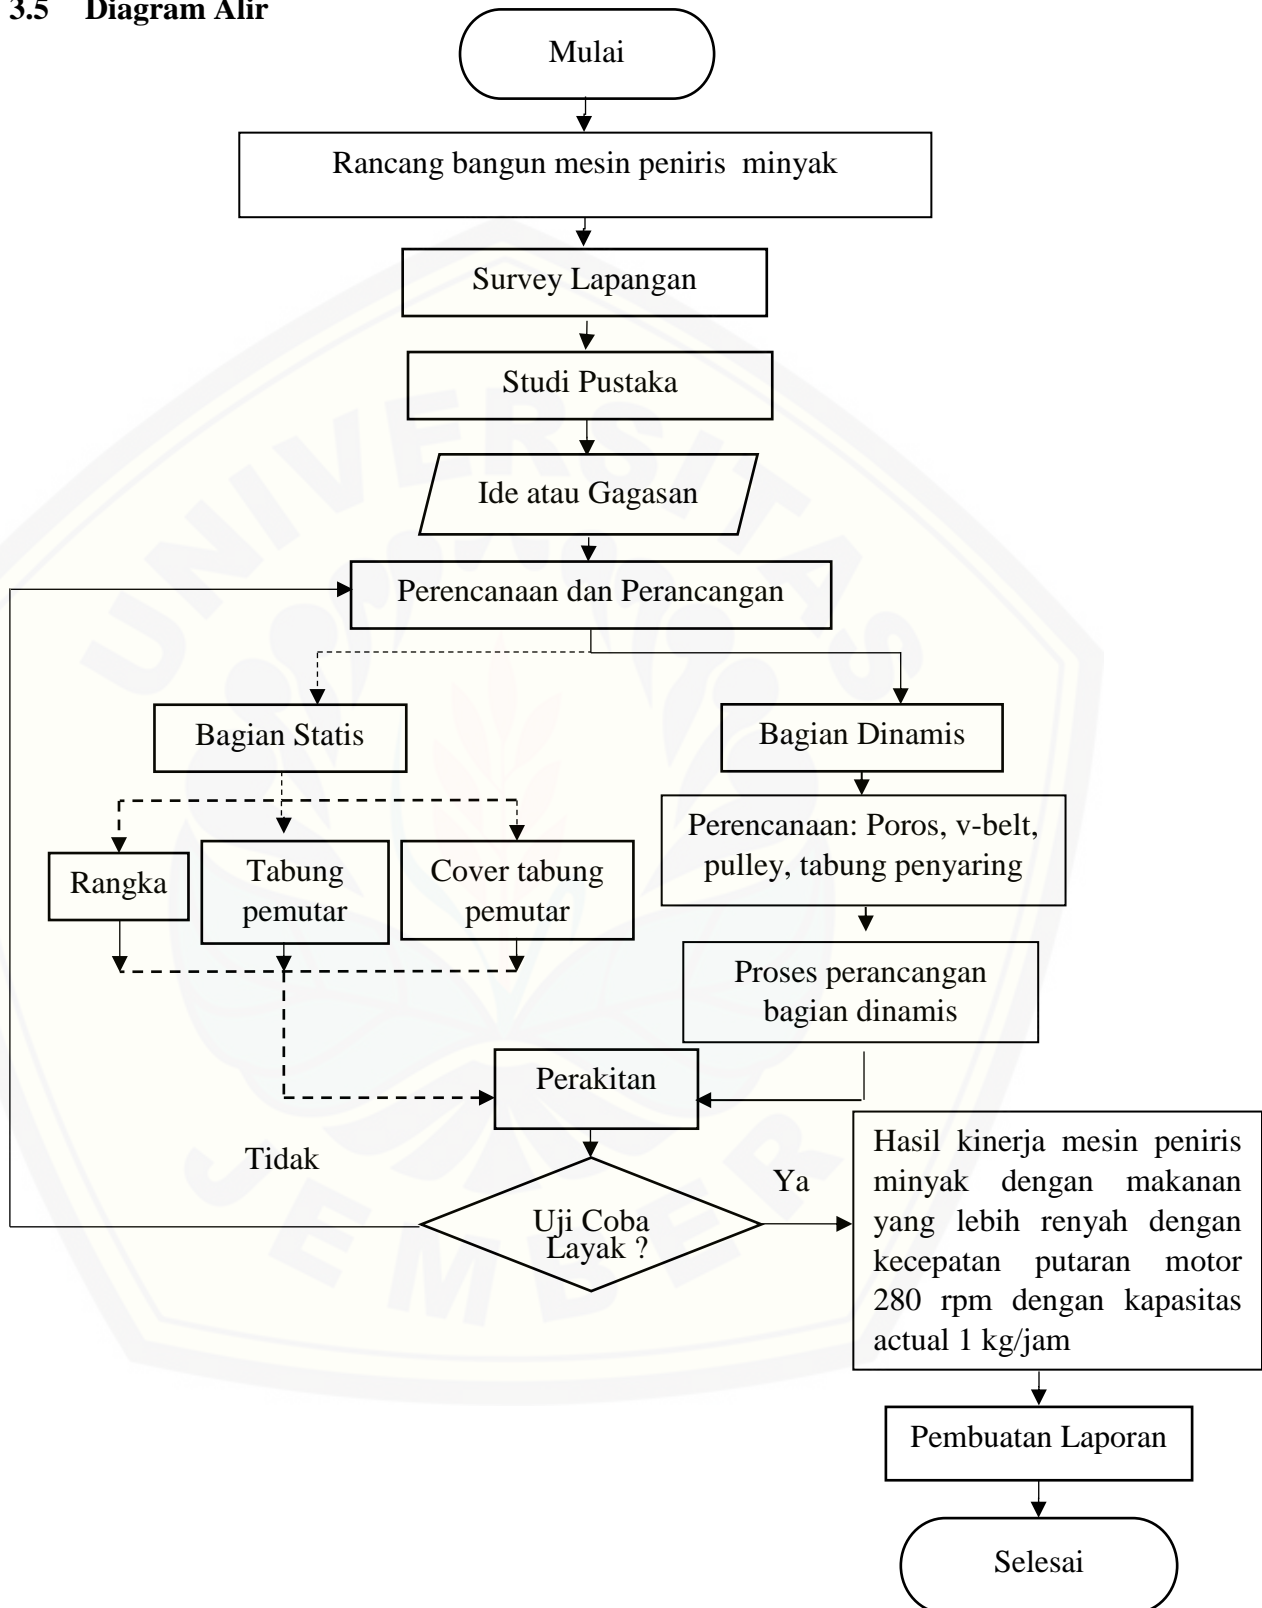 3.5 Diagram Alir
Mulai
Rancang bangun mesin peniris minyak
Survey Lapangan
Studi Pustaka
Ide atau Gagasan
Perencanaan dan Perancangan
Bagian Statis
Bagian Dinamis
Rangka
Tabung
pemutar
Cover tabung
pemutar
Perencanaan: Poros, v-belt,
pulley, tabung penyaring
Proses perancangan
bagian dinamis
Perakitan
Tidak
Uji Coba
Layak ?
Ya
Hasil kinerja mesin peniris
minyak dengan makanan
yang lebih renyah dengan
kecepatan putaran motor
280 rpm dengan kapasitas
actual 1 kg/jam
Pembuatan Laporan
Selesai
UNIVERSITAS
JEMBER